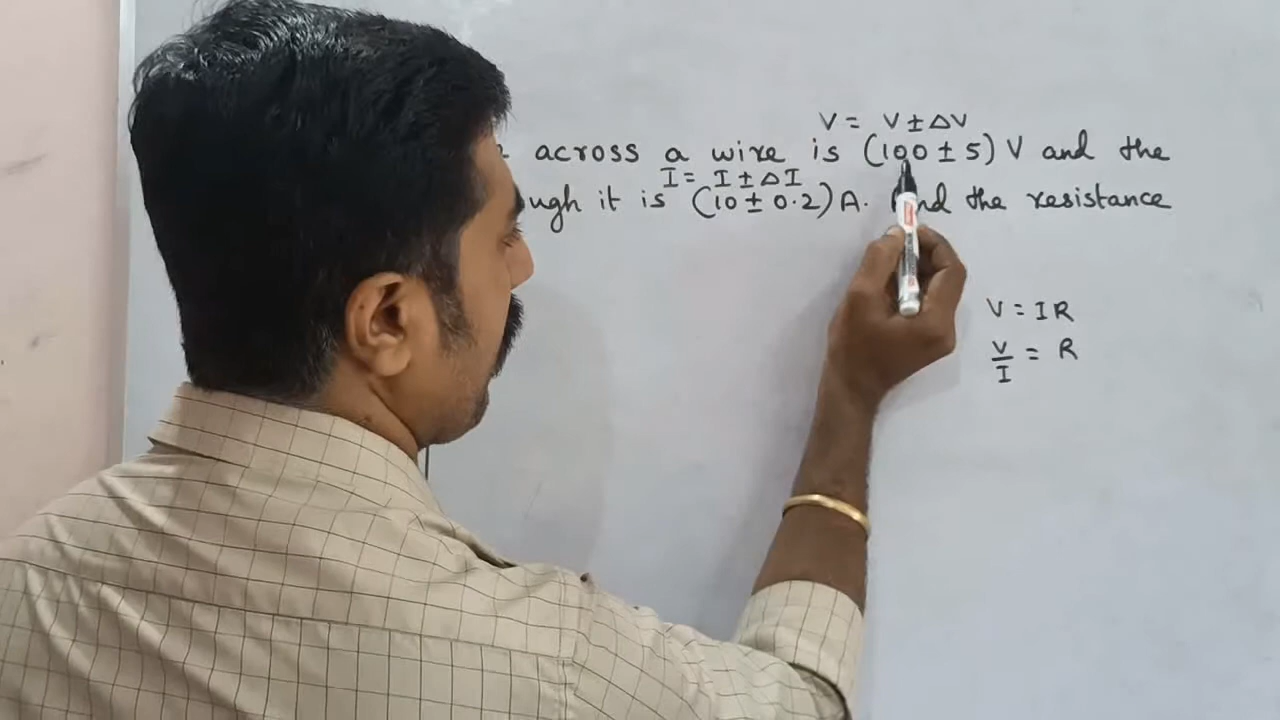 V = V ± ΔV
across a wire is (100 ± 5) V and the
I = I ± ΔI
ugh it is (10 ± 0.2) A. nd the resistance
V = IR
V/I = R